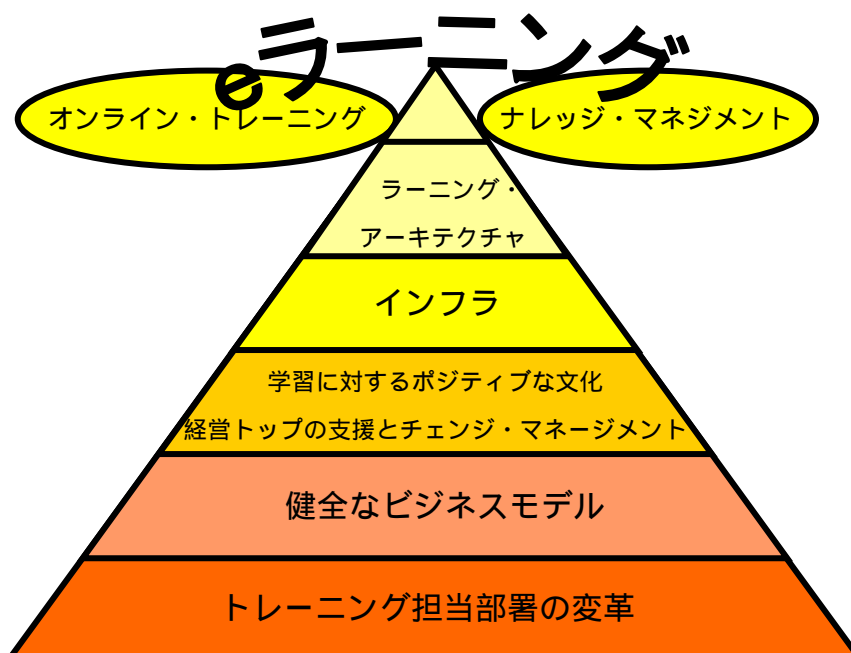 eラーニング
オンライン・トレーニング
ナレッジ・マネジメント
ラーニング・
アーキテクチャ
インフラ
学習に対するポジティブな文化
経営トップの支援とチェンジ・マネージメント
健全なビジネスモデル
トレーニング担当部署の変革